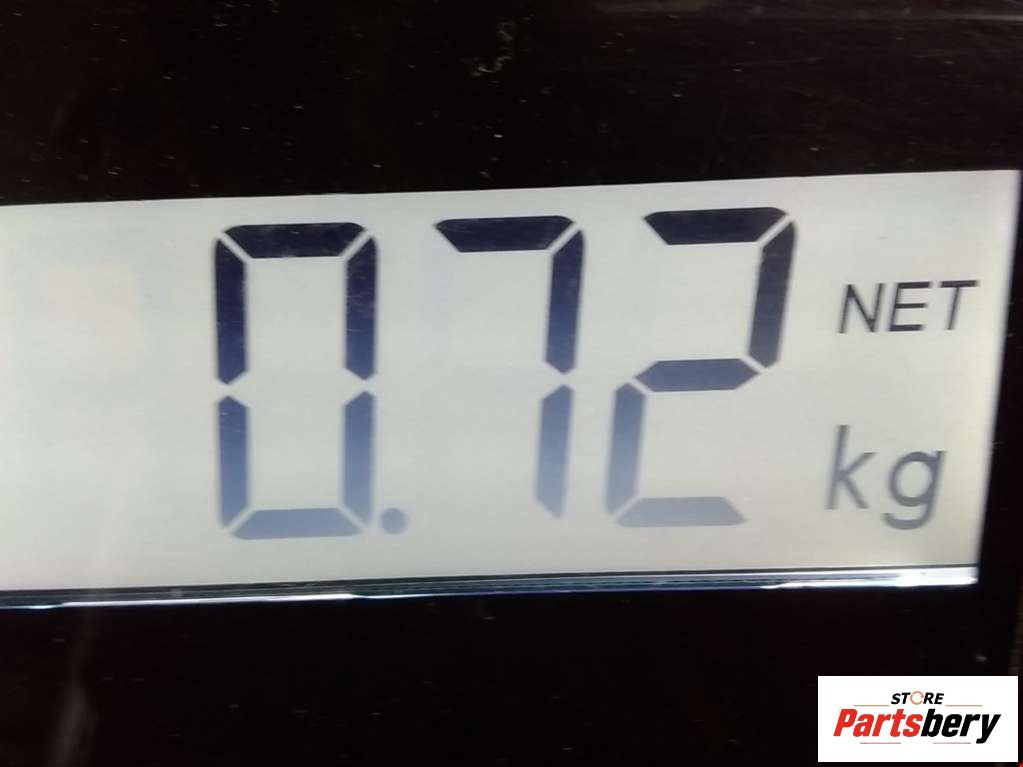 0.72
NET
kg
STORE
Partsbery